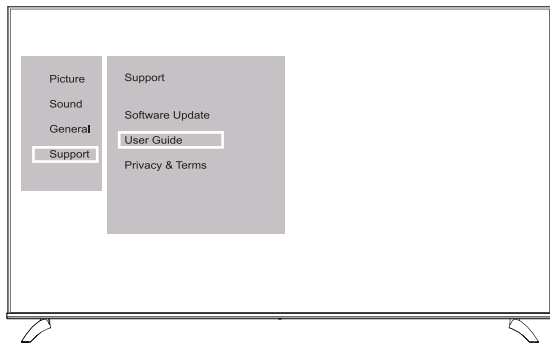 Picture
Sound
General
Support
Support
Software Update
User Guide
Privacy & Terms